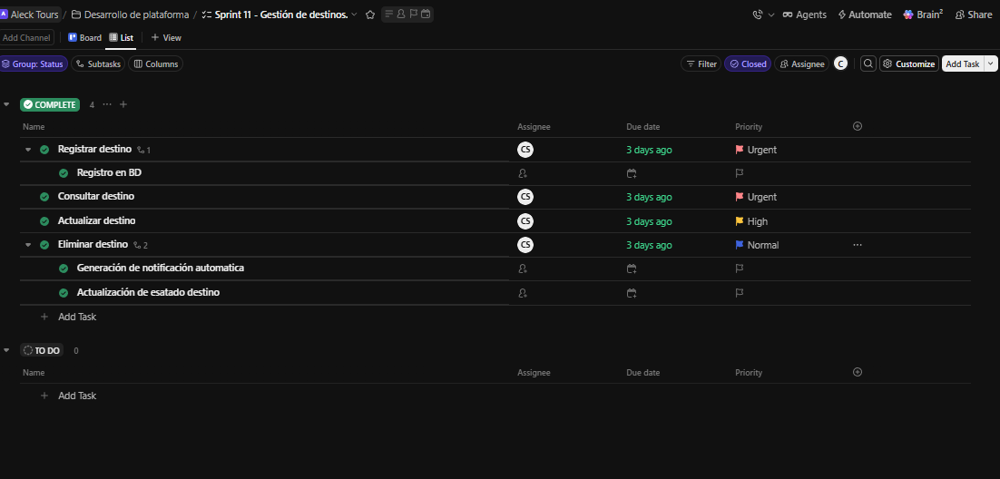 A Aleck Tours / Desarrollo de plataforma / Sprint 11 - Gestión de destinos. Agents Automate Brain² Share
Add Channel Board List + View
Group: Status Subtasks Columns Filter Closed Assignee C Customize Add Task
COMPLETE 4 ... +
Name Assignee Due date Priority
Registrar destino 1 CS 3 days ago Urgent
Registro en BD
Consultar destino CS 3 days ago Urgent
Actualizar destino CS 3 days ago High
Eliminar destino 2 CS 3 days ago Normal ...
Generación de notificación automatica
Actualización de esatado destino
+ Add Task
TO DO 0
Name Assignee Due date Priority
+ Add Task